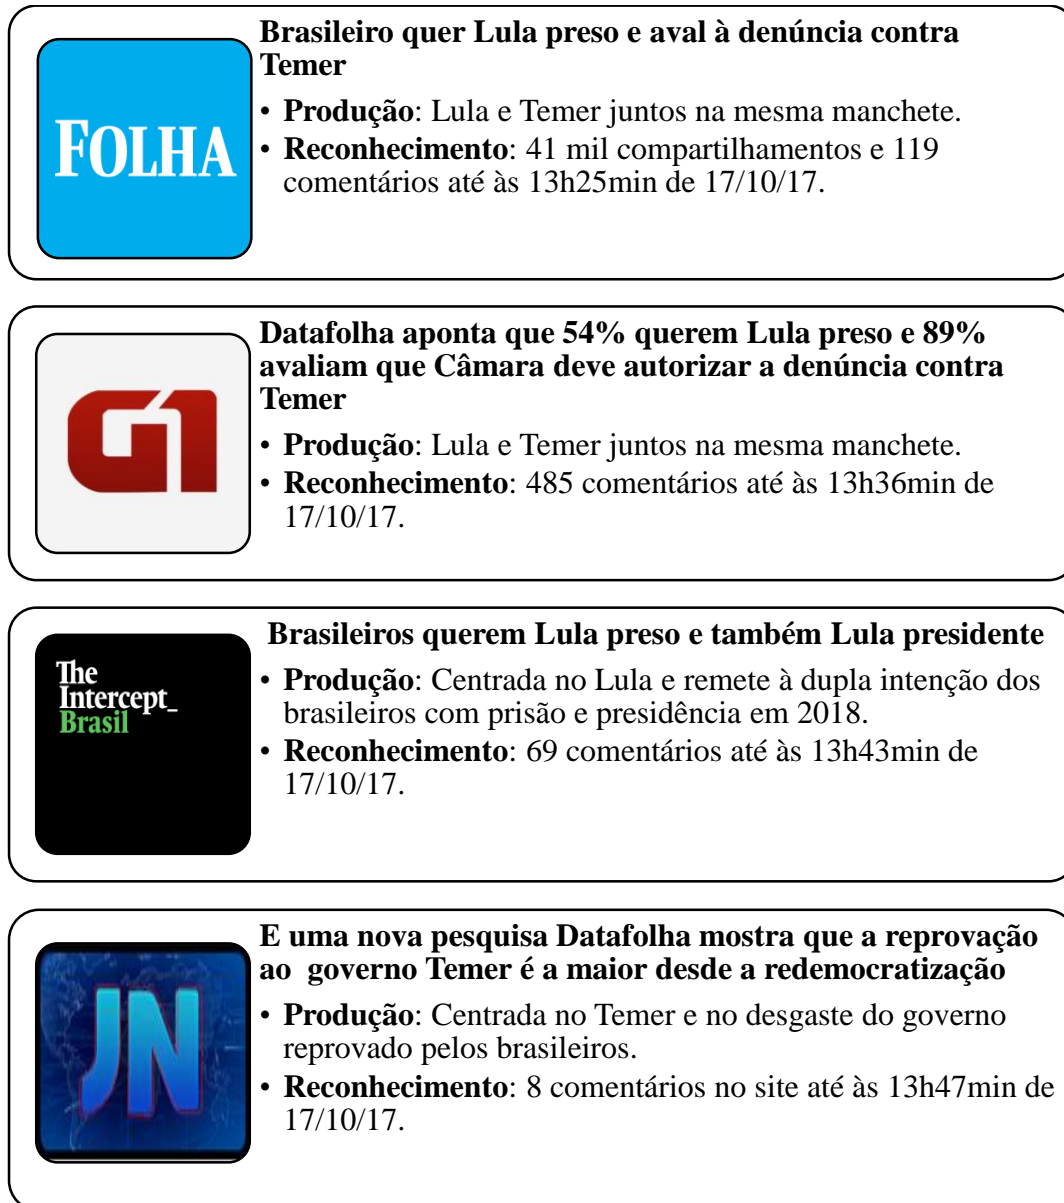 Brasileiro quer Lula preso e aval à denúncia contra
Temer
FOLHA
• Produção: Lula e Temer juntos na mesma manchete.
• Reconhecimento: 41 mil compartilhamentos e 119
comentários até às 13h25min de 17/10/17.
Datafolha aponta que 54% querem Lula preso e 89%
avaliam que Câmara deve autorizar a denúncia contra
Temer
G1
• Produção: Lula e Temer juntos na mesma manchete.
• Reconhecimento: 485 comentários até às 13h36min de
17/10/17.
Brasileiros querem Lula preso e também Lula presidente
The
Intercept_
Brasil
• Produção: Centrada no Lula e remete à dupla intenção dos
brasileiros com prisão e presidência em 2018.
• Reconhecimento: 69 comentários até às 13h43min de
17/10/17.
E uma nova pesquisa Datafolha mostra que a reprovação
ao governo Temer é a maior desde a redemocratização
JN
• Produção: Centrada no Temer e no desgaste do governo
reprovado pelos brasileiros.
• Reconhecimento: 8 comentários no site até às 13h47min de
17/10/17.